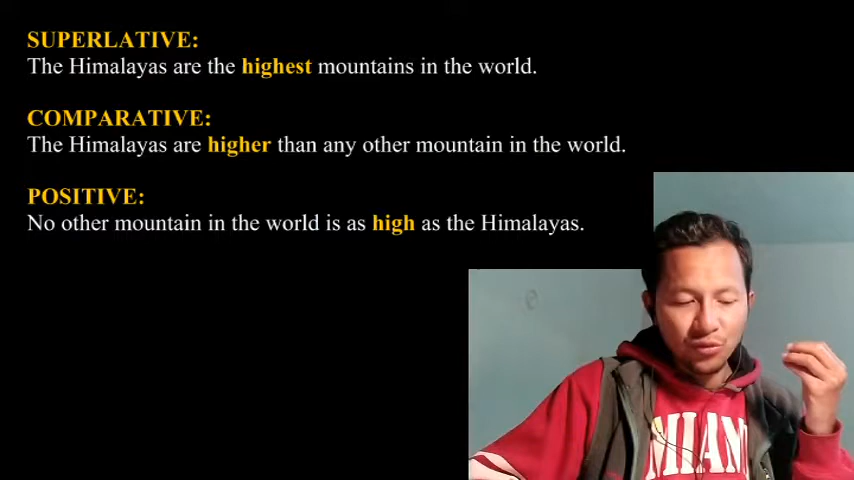 SUPERLATIVE:
The Himalayas are the highest mountains in the world.
COMPARATIVE:
The Himalayas are higher than any other mountain in the world.
POSITIVE:
No other mountain in the world is as high as the Himalayas.
MIAMI